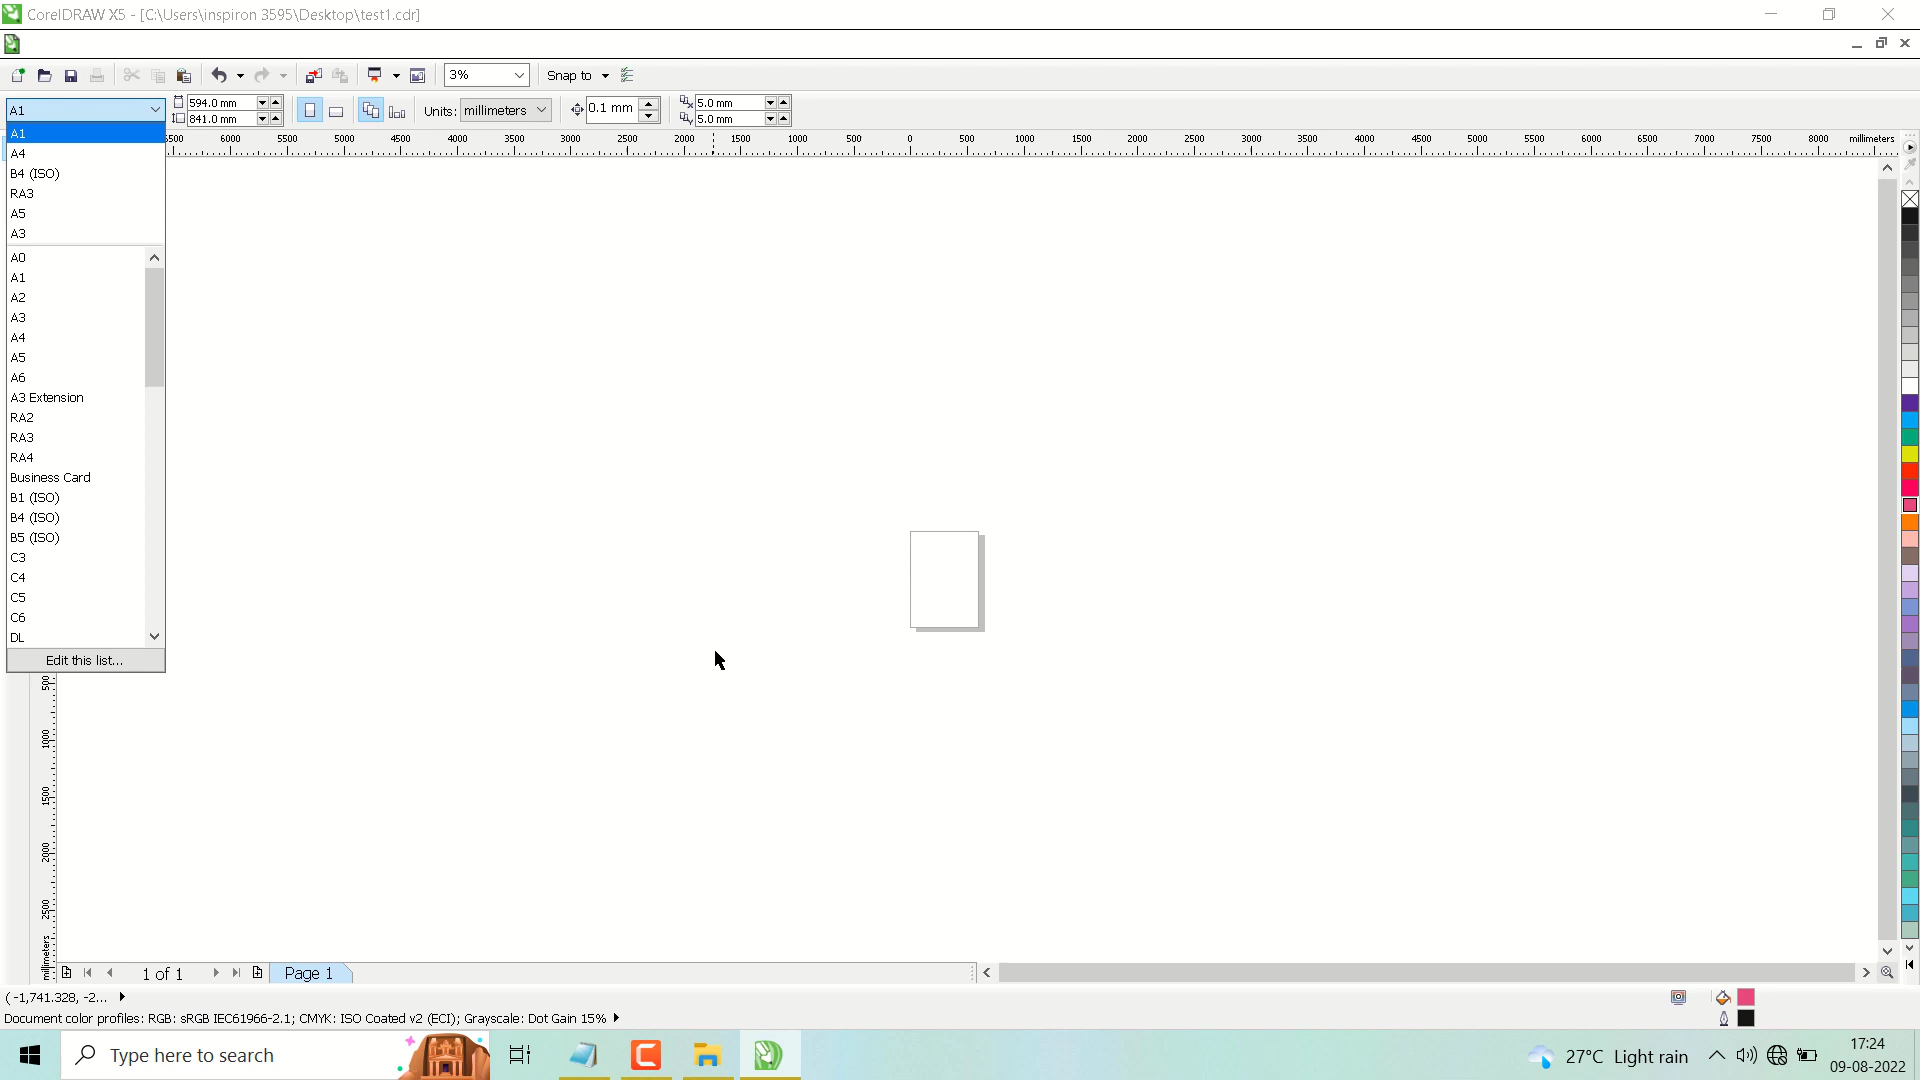 CorelDRAW X5 - [C:\Users\inspiron 3595\Desktop\test1.cdr]
3% Snap to
A1 594.0 mm 841.0 mm Units: millimeters 0.1 mm 5.0 mm 5.0 mm
5500 6000 5500 5000 4500 4000 3500 3000 2500 2000 1500 1000 500 0 500 1000 1500 2000 2500 3000 3500 4000 4500 5000 5500 6000 6500 7000 7500 8000 millimeters
A1
A4
B4 (ISO)
RA3
A5
A3
A0
A1
A2
A3
A4
A5
A6
A3 Extension
RA2
RA3
RA4
Business Card
B1 (ISO)
B4 (ISO)
B5 (ISO)
C3
C4
C5
C6
DL
Edit this list...
500
1000
1500
2000
2500
millimeters
1 of 1 Page 1
( -1,741.328, -2...
Document color profiles: RGB: sRGB IEC61966-2.1; CMYK: ISO Coated v2 (ECI); Grayscale: Dot Gain 15%
Type here to search
27°C Light rain
17:24
09-08-2022